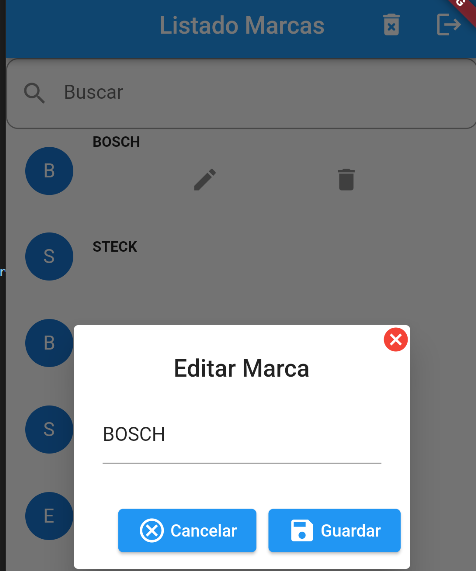 Listado Marcas
Buscar
B
BOSCH
S
STECK
B
S
E
Editar Marca
BOSCH
Cancelar
Guardar